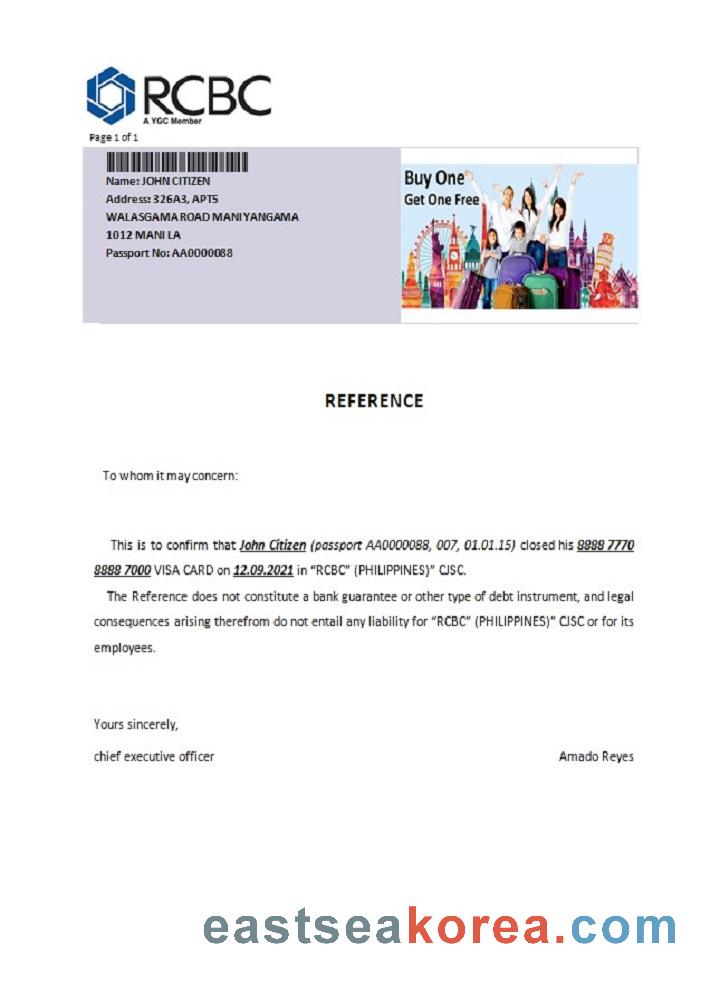 RCBC
A YGC Member
Page 1 of 1
Name: JOHN CITIZEN
Address: 326A3, APT5
WALASGAMA ROAD MANIYANGAMA
1012 MANILA
Passport No: AA0000088
Buy One
Get One Free
REFERENCE
To whom it may concern:
This is to confirm that John Citizen (passport AA0000088, 007, 01.01.15) closed his 8888 7770
8888 7000 VISA CARD on 12.09.2021 in “RCBC” (PHILIPPINES)” CJSC.
The Reference does not constitute a bank guarantee or other type of debt instrument, and legal
consequences arising therefrom do not entail any liability for “RCBC” (PHILIPPINES)” CJSC or for its
employees.
Yours sincerely,
chief executive officer Amado Reyes
eastseakorea.com